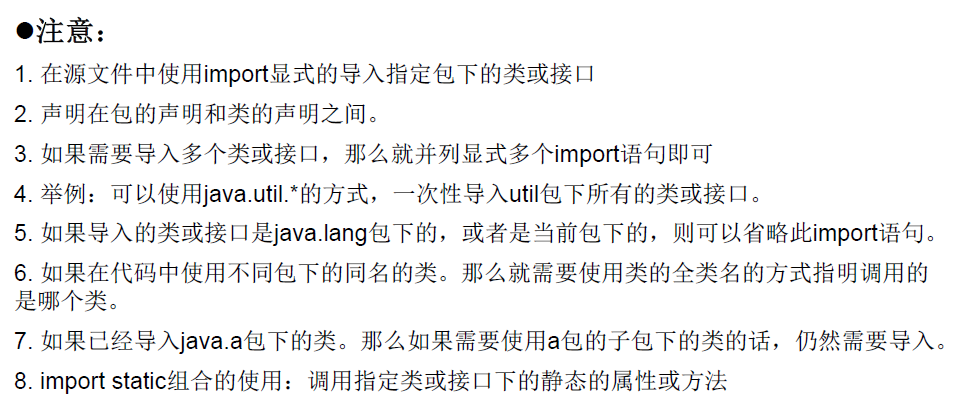 ●注意：
1. 在源文件中使用import显式的导入指定包下的类或接口
2. 声明在包的声明和类的声明之间。
3. 如果需要导入多个类或接口，那么就并列显式多个import语句即可
4. 举例：可以使用java.util.*的方式，一次性导入util包下所有的类或接口。
5. 如果导入的类或接口是java.lang包下的，或者是当前包下的，则可以省略此import语句。
6. 如果在代码中使用不同包下的同名的类。那么就需要使用类的全类名的方式指明调用的
是哪个类。
7. 如果已经导入java.a包下的类。那么如果需要使用a包的子包下的类的话，仍然需要导入。
8. import static组合的使用：调用指定类或接口下的静态的属性或方法